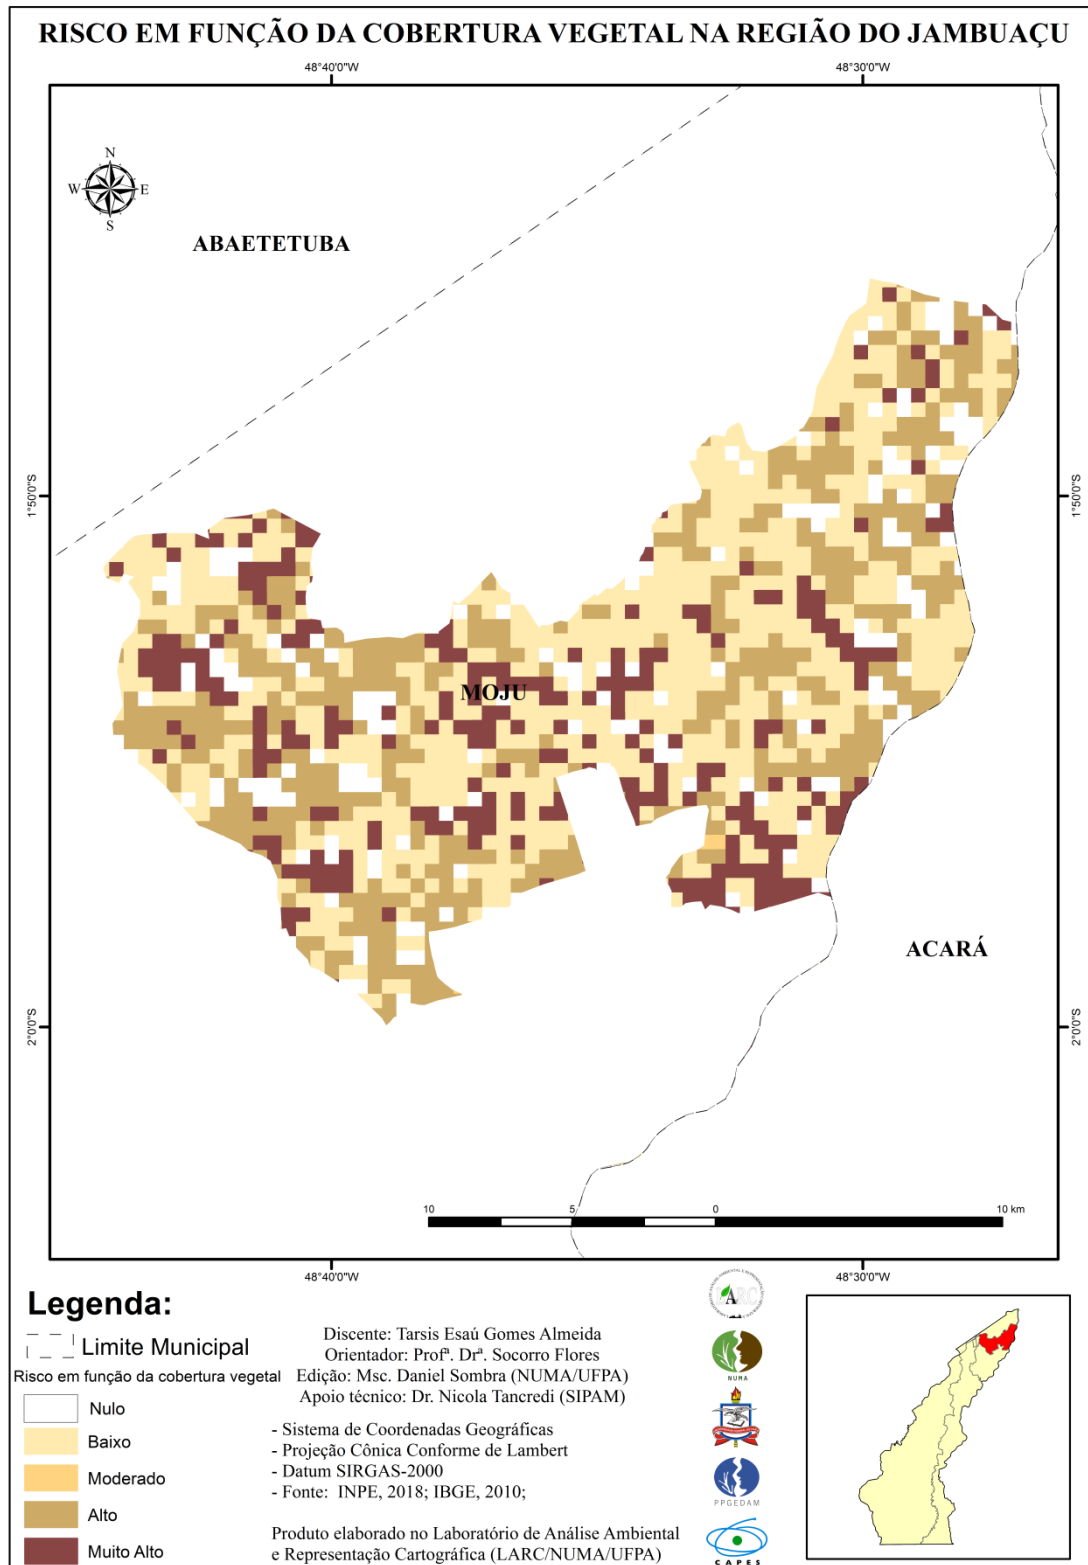 RISCO EM FUNÇÃO DA COBERTURA VEGETAL NA REGIÃO DO JAMBUAÇU
48°40'0"W
48°30'0"W
N
W
E
S
ABAETETUBA
1°50'0"S
1°50'0"S
MOJU
ACARÁ
2°0'0"S
2°0'0"S
10
5
0
10 km
48°40'0"W
48°30'0"W
Legenda:
Limite Municipal
Risco em função da cobertura vegetal
Nulo
Baixo
Moderado
Alto
Muito Alto
Discente: Tarsis Esaú Gomes Almeida
Orientador: Profª. Drª. Socorro Flores
Edição: Msc. Daniel Sombra (NUMA/UFPA)
Apoio técnico: Dr. Nicola Tancredi (SIPAM)
- Sistema de Coordenadas Geográficas
- Projeção Cônica Conforme de Lambert
- Datum SIRGAS-2000
- Fonte: INPE, 2018; IBGE, 2010;
Produto elaborado no Laboratório de Análise Ambiental
e Representação Cartográfica (LARC/NUMA/UFPA)
LARC
NUMA
PPGEDAM
CAPES